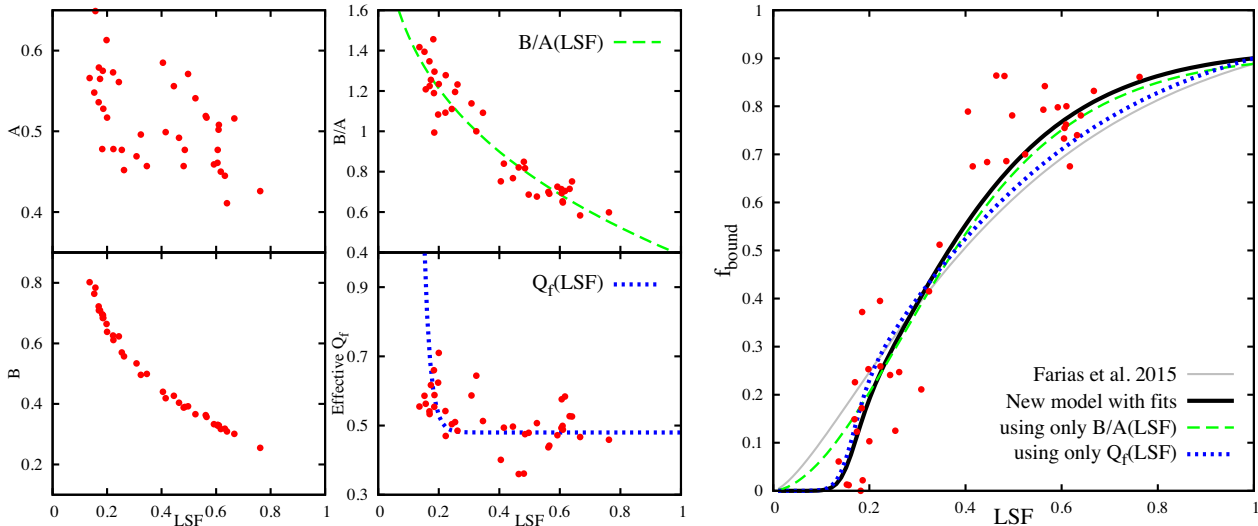 A
0.6
0.5
0.4
B/A
1.6
1.4
1.2
1
0.8
0.6
0.4
B/A(LSF)
B
0.8
0.6
0.4
0.2
0 0.2 0.4 0.6 0.8 1
LSF
Effective Qf
0.9
0.7
0.5
0.3
Qf(LSF)
0 0.2 0.4 0.6 0.8 1
LSF
fbound
1
0.9
0.8
0.7
0.6
0.5
0.4
0.3
0.2
0.1
0
Farias et al. 2015
New model with fits
using only B/A(LSF)
using only Qf(LSF)
0 0.2 0.4 0.6 0.8 1
LSF